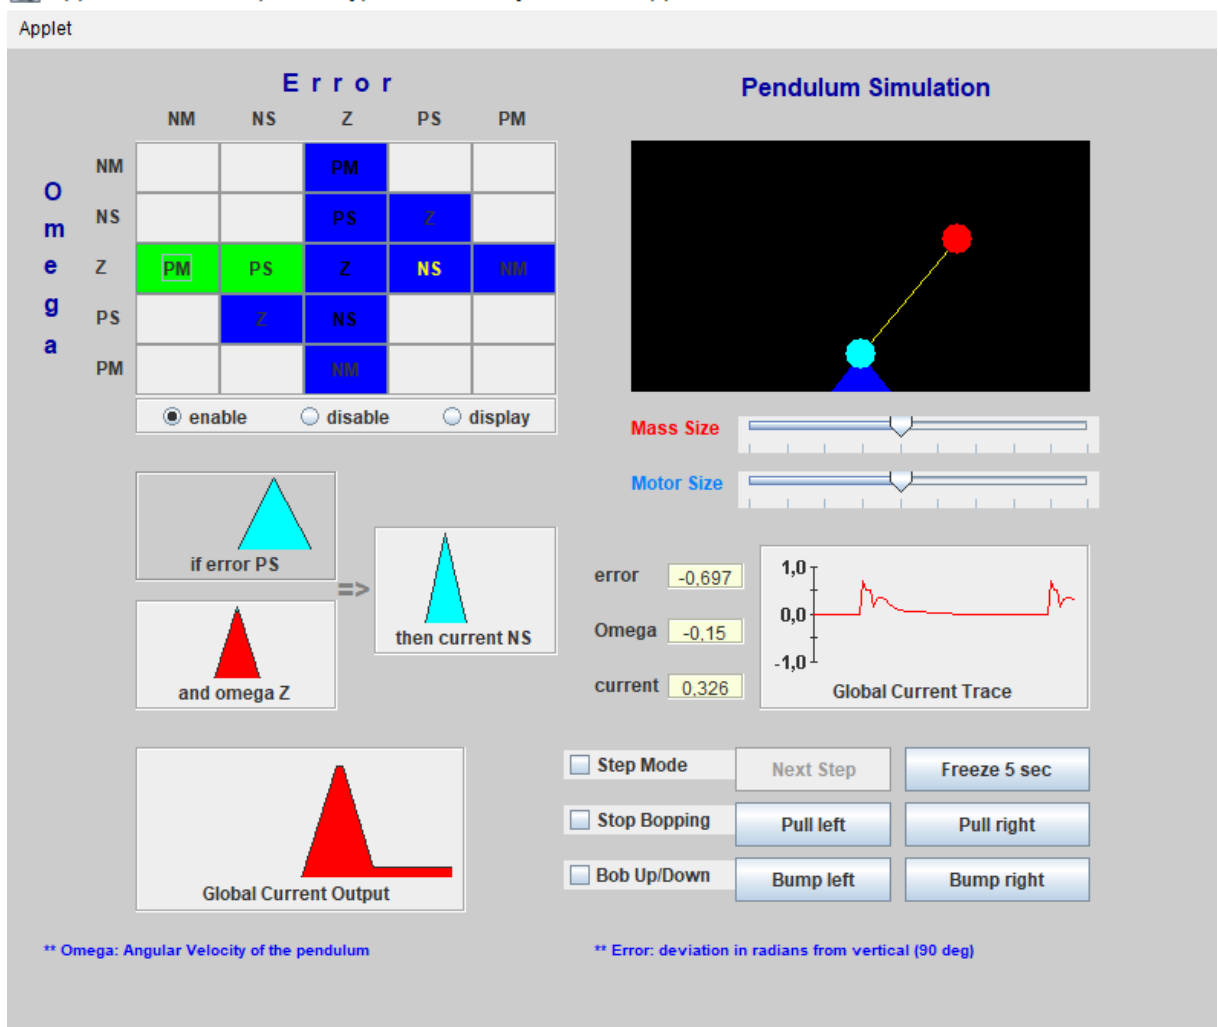 Applet
Error
Pendulum Simulation
NM NS Z PS PM
Omega
NM PM
NS PS Z
Z PM PS Z NS NM
PS Z NS
PM NM
enable disable display
Mass Size
Motor Size
if error PS
=>
then current NS
and omega Z
error -0,697
Omega -0,15
current 0,326
1,0
0,0
-1,0
Global Current Trace
Step Mode Next Step Freeze 5 sec
Stop Bopping Pull left Pull right
Bob Up/Down Bump left Bump right
Global Current Output
** Omega: Angular Velocity of the pendulum
** Error: deviation in radians from vertical (90 deg)